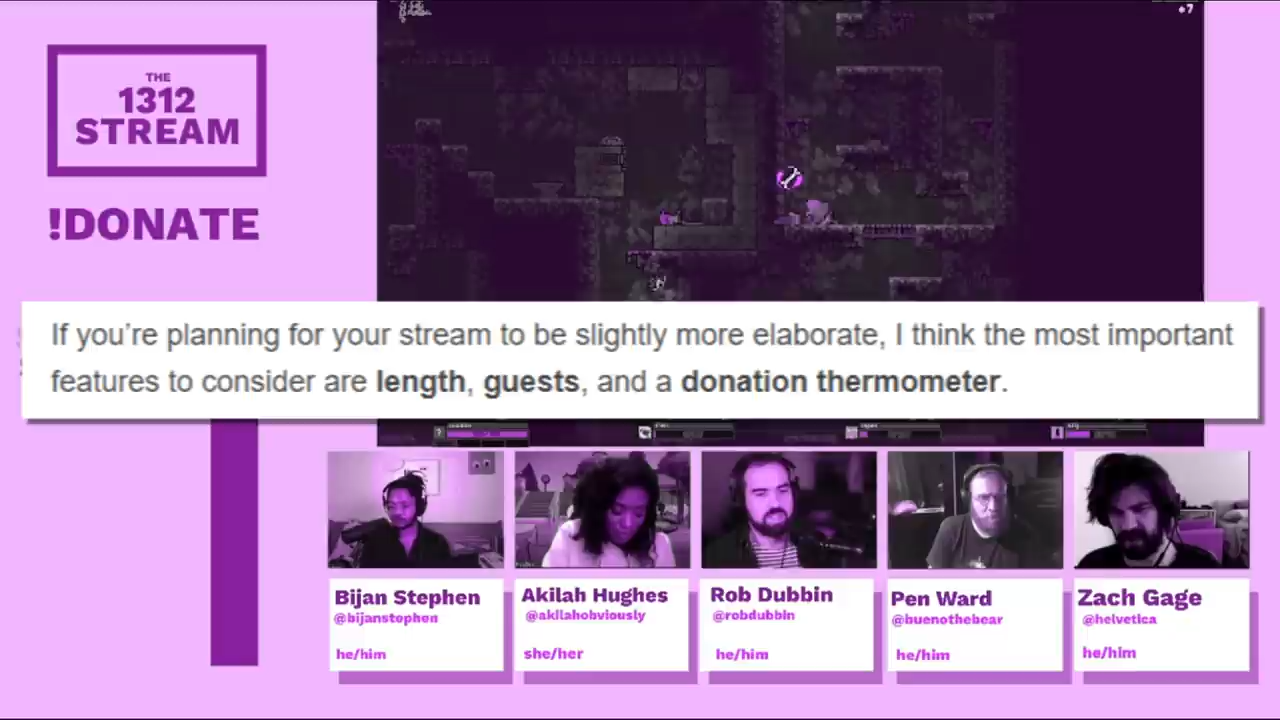 THE
1312
STREAM
!DONATE
+7
If you're planning for your stream to be slightly more elaborate, I think the most important
features to consider are length, guests, and a donation thermometer.
Bijan Stephen
@bijanstephen
he/him
Akilah Hughes
@akilahobviously
she/her
Rob Dubbin
@robdubbin
he/him
Pen Ward
@buenothebear
he/him
Zach Gage
@helvetica
he/him